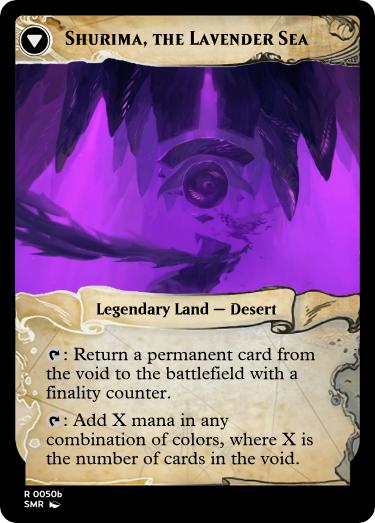 Shurima, the Lavender Sea
Legendary Land — Desert
: Return a permanent card from
the void to the battlefield with a
finality counter.
: Add X mana in any
combination of colors, where X is
the number of cards in the void.
R 0050b
SMR